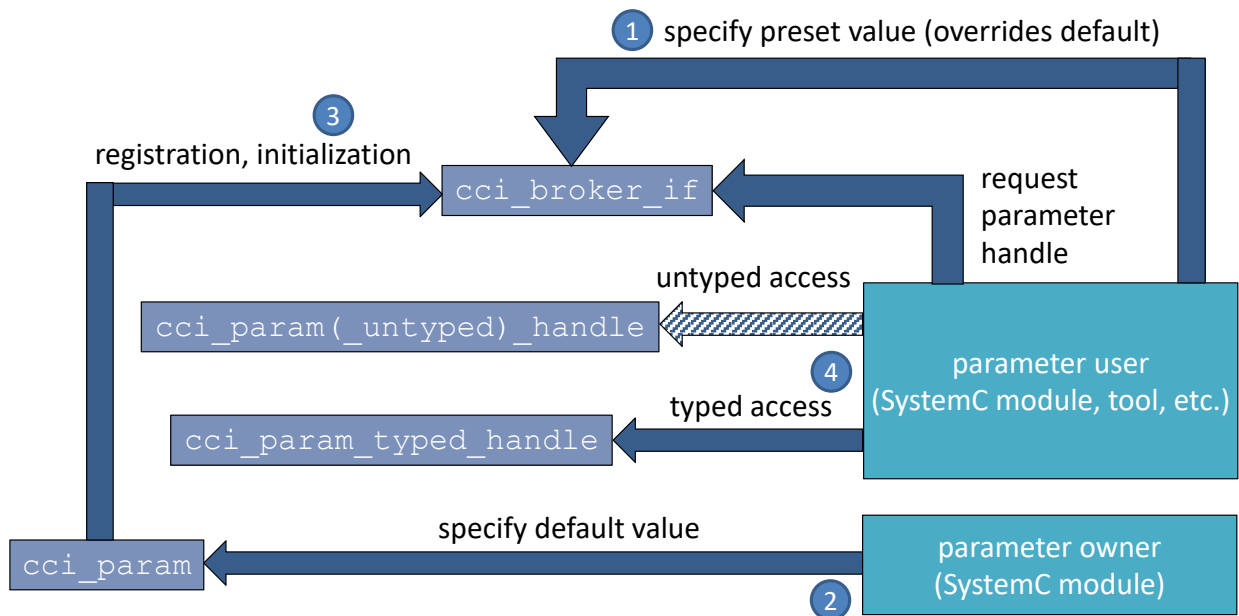 1 specify preset value (overrides default)
3
registration, initialization
cci_broker_if
request
parameter
handle
untyped access
cci_param(_untyped)_handle
4
parameter user
(SystemC module, tool, etc.)
typed access
cci_param_typed_handle
specify default value
cci_param
parameter owner
(SystemC module)
2